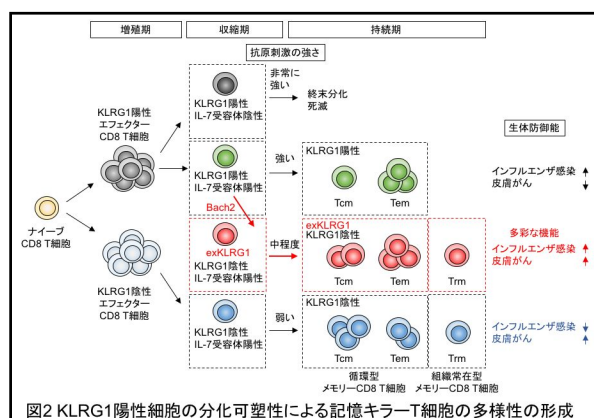 増殖期
収縮期
持続期
抗原刺激の強さ
KLRG1陽性
エフェクター
CD8 T細胞
KLRG1陽性
IL-7受容体陰性
非常に
強い
終末分化
死滅
生体防御能
KLRG1陽性
IL-7受容体陽性
強い
KLRG1陽性
Tcm
Tem
インフルエンザ感染 ↑
皮膚がん ↓
Bach2
ナイーブ
CD8 T細胞
exKLRG1
KLRG1陰性
IL-7受容体陽性
中程度
exKLRG1
KLRG1陰性
Tcm
Tem
Trm
多彩な機能
インフルエンザ感染 ↑
皮膚がん ↑
KLRG1陰性
エフェクター
CD8 T細胞
KLRG1陰性
IL-7受容体陽性
弱い
KLRG1陰性
Tcm
Tem
Trm
インフルエンザ感染 ↓
皮膚がん ↑
循環型
メモリーCD8 T細胞
組織常在型
メモリーCD8 T細胞
図2 KLRG1陽性細胞の分化可塑性による記憶キラーT細胞の多様性の形成